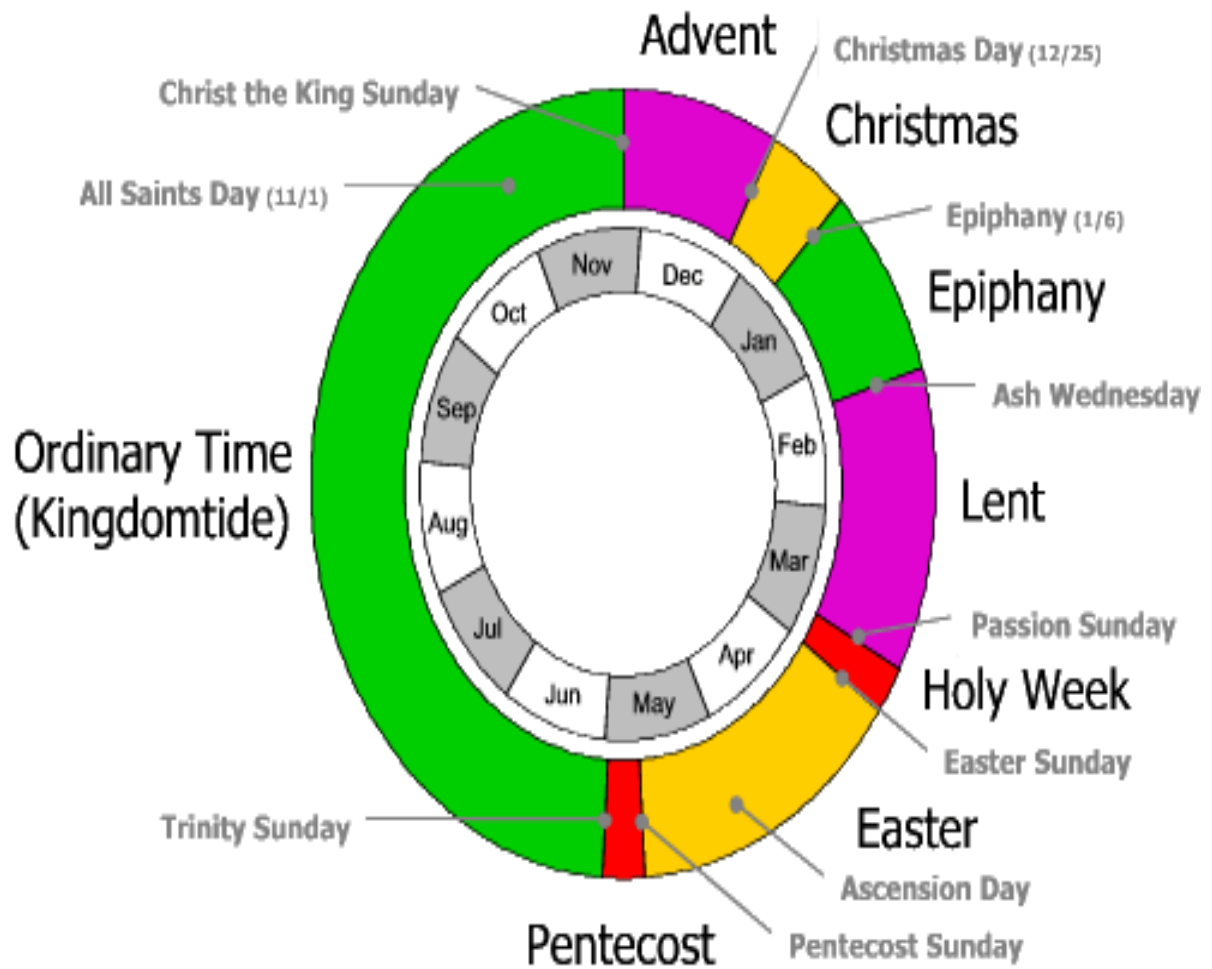 Advent
Christmas Day (12/25)
Christ the King Sunday
Christmas
All Saints Day (11/1)
Epiphany (1/6)
Epiphany
Ash Wednesday
Nov
Dec
Oct
Jan
Sep
Feb
Ordinary Time
(Kingdomtide)
Lent
Aug
Mar
Jul
Apr
Jun
May
Passion Sunday
Holy Week
Easter Sunday
Trinity Sunday
Easter
Ascension Day
Pentecost
Pentecost Sunday